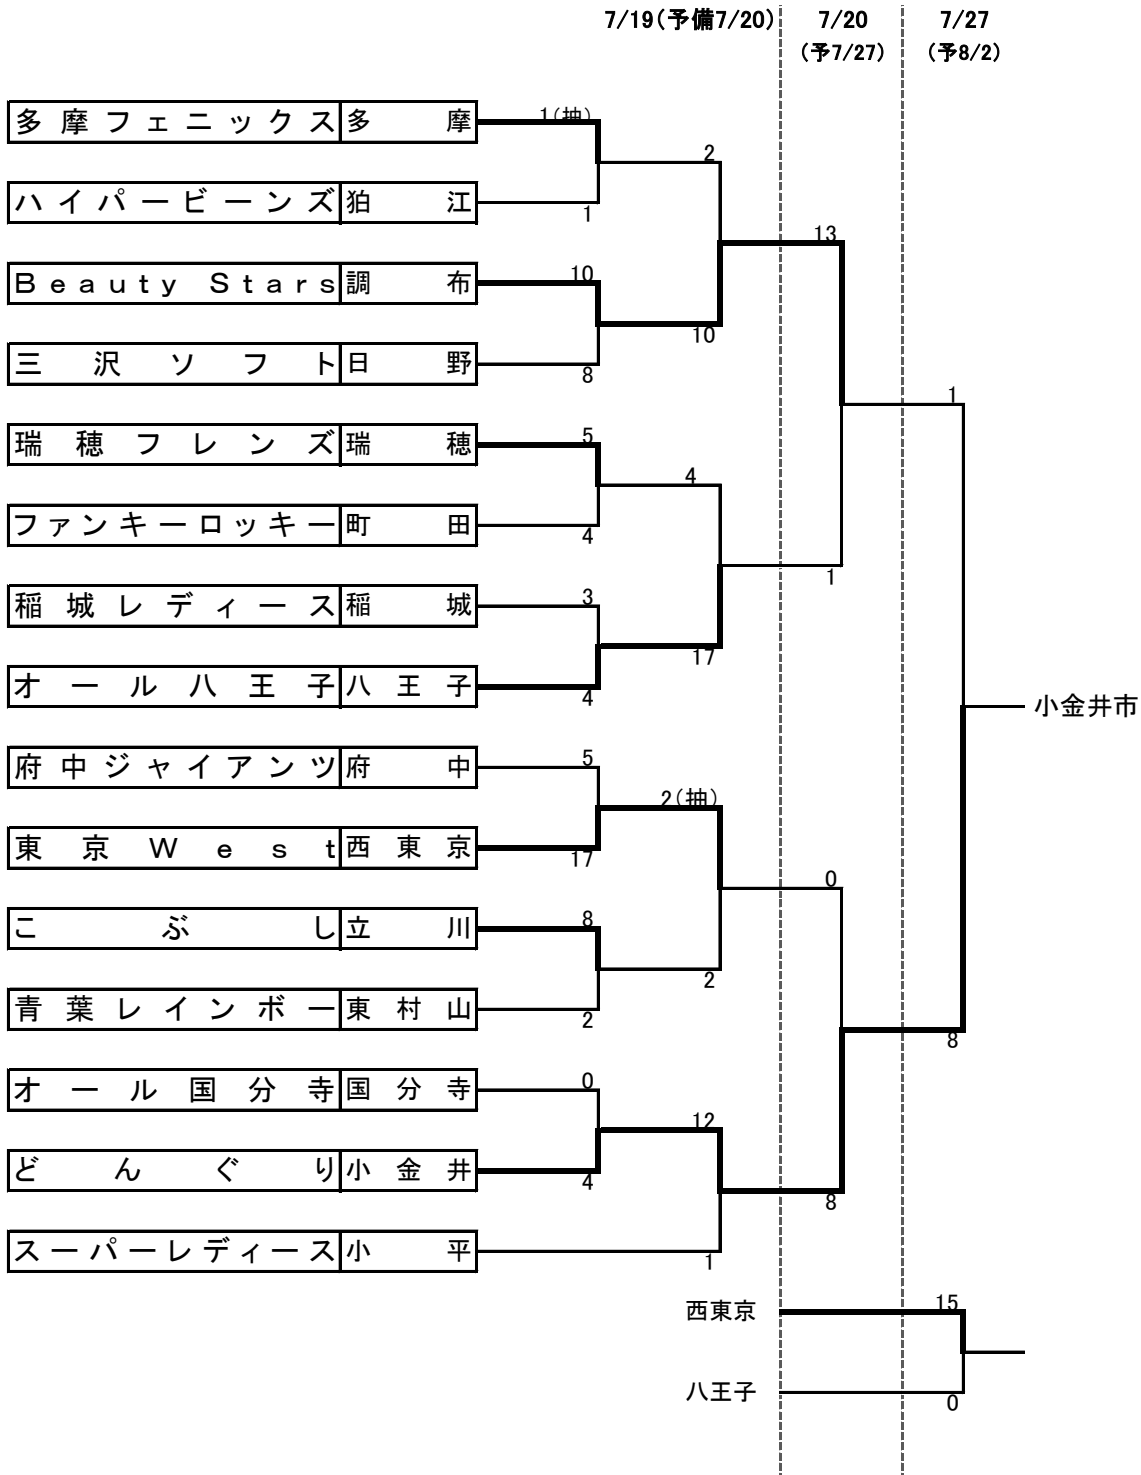 7/19(予備7/20) 7/20 7/27
(予7/27) (予8/2)
多摩フェニックス 多摩 1(抽)
2
ハイパービーンズ 狛江 1
13
Beauty Stars 調布 10
10
三沢ソフト 日野 8
1
瑞穂フレンズ 瑞穂 5
4
ファンキーロッキー 町田 4
1
稲城レディース 稲城 3
17
オール八王子 八王子 4
小金井市
府中ジャイアンツ 府中 5
2(抽)
東京West 西東京 17
0
こぶし 立川 8
2
青葉レインボー 東村山 2
8
オール国分寺 国分寺 0
12
どんぐり 小金井 4
8
スーパーレディース 小平 1
西東京 15
八王子 0